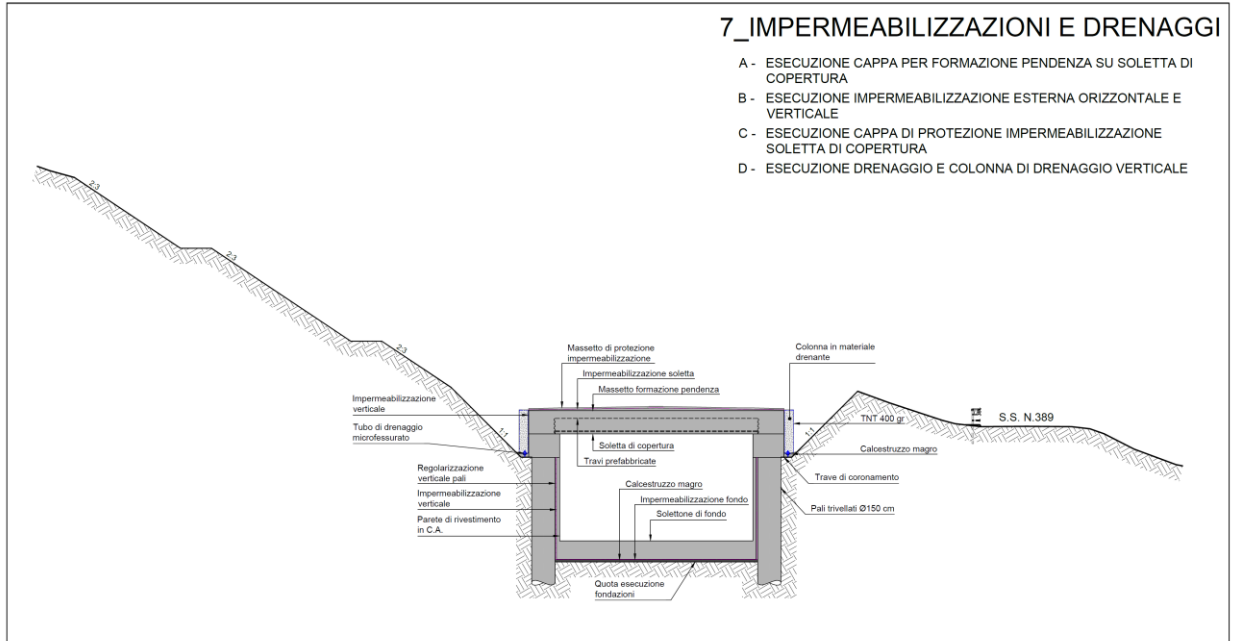 7_IMPERMEABILIZZAZIONI E DRENAGGI
A - ESECUZIONE CAPPA PER FORMAZIONE PENDENZA SU SOLETTA DI
COPERTURA
B - ESECUZIONE IMPERMEABILIZZAZIONE ESTERNA ORIZZONTALE E
VERTICALE
C - ESECUZIONE CAPPA DI PROTEZIONE IMPERMEABILIZZAZIONE
SOLETTA DI COPERTURA
D - ESECUZIONE DRENAGGIO E COLONNA DI DRENAGGIO VERTICALE
2:3
2:3
2:3
1:1
Massetto di protezione
impermeabilizzazione
Impermeabilizzazione soletta
Massetto formazione pendenza
Colonna in materiale
drenante
Impermeabilizzazione
verticale
Tubo di drenaggio
microfessurato
TNT 400 gr
S.S. N.389
1:1
Soletta di copertura
Travi prefabbricate
Calcestruzzo magro
Trave di coronamento
Regolarizzazione
verticale pali
Impermeabilizzazione
verticale
Parete di rivestimento
in C.A.
Calcestruzzo magro
Impermeabilizzazione fondo
Solettone di fondo
Pali trivellati Ø150 cm
Quota esecuzione
fondazioni